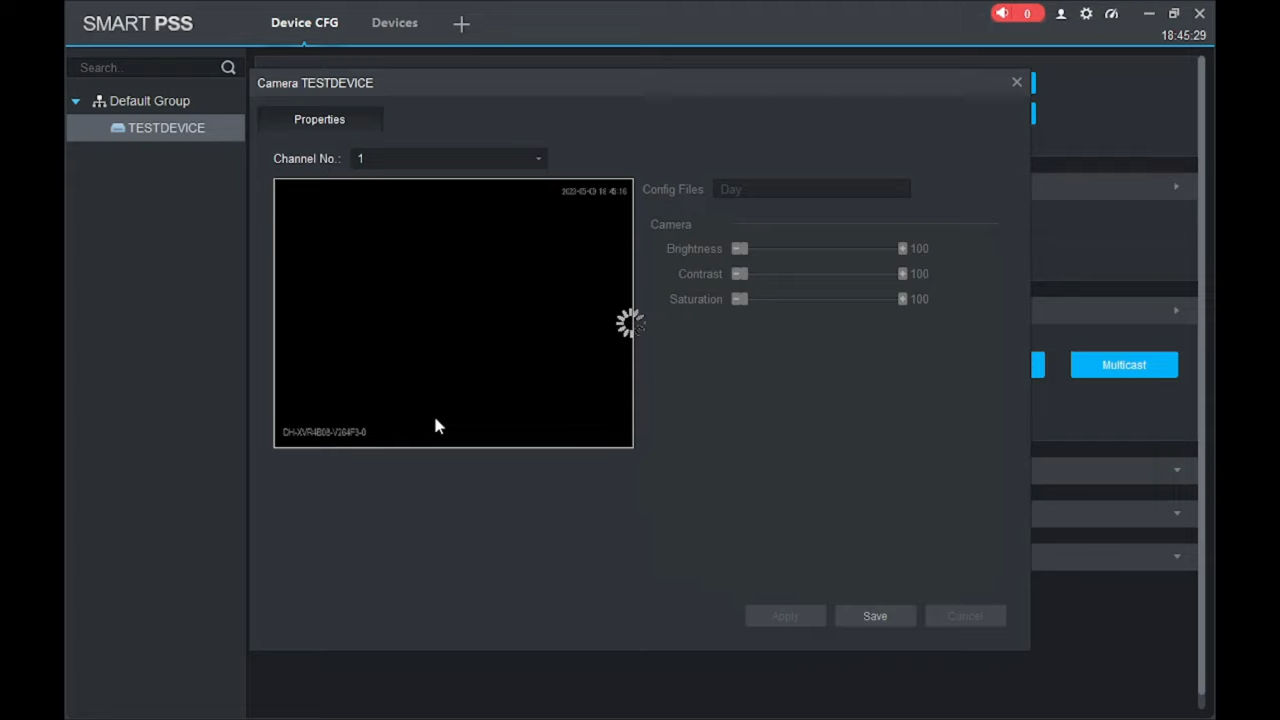 SMART PSS
Device CFG
Devices
0
18:45:29
Search..
Default Group
TESTDEVICE
Camera TESTDEVICE
Properties
Channel No.: 1
Config Files Day
Camera
Brightness 100
Contrast 100
Saturation 100
Multicast
Apply
Save
Cancel